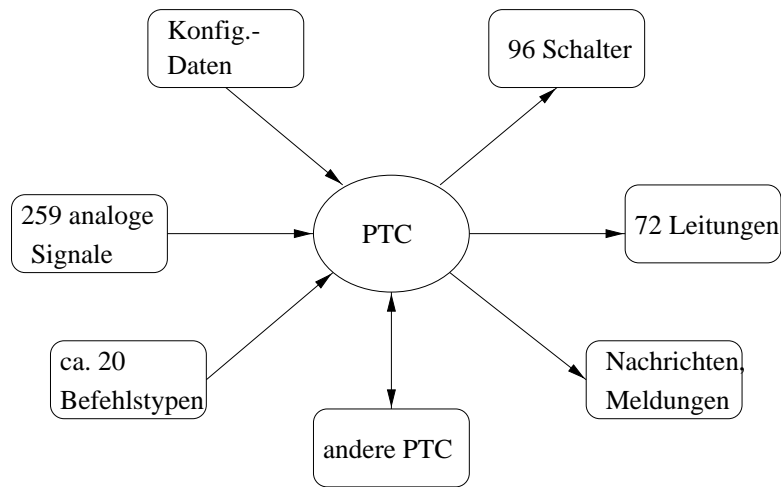 Konfig.-
Daten
96 Schalter
259 analoge
Signale
PTC
72 Leitungen
ca. 20
Befehlstypen
andere PTC
Nachrichten,
Meldungen